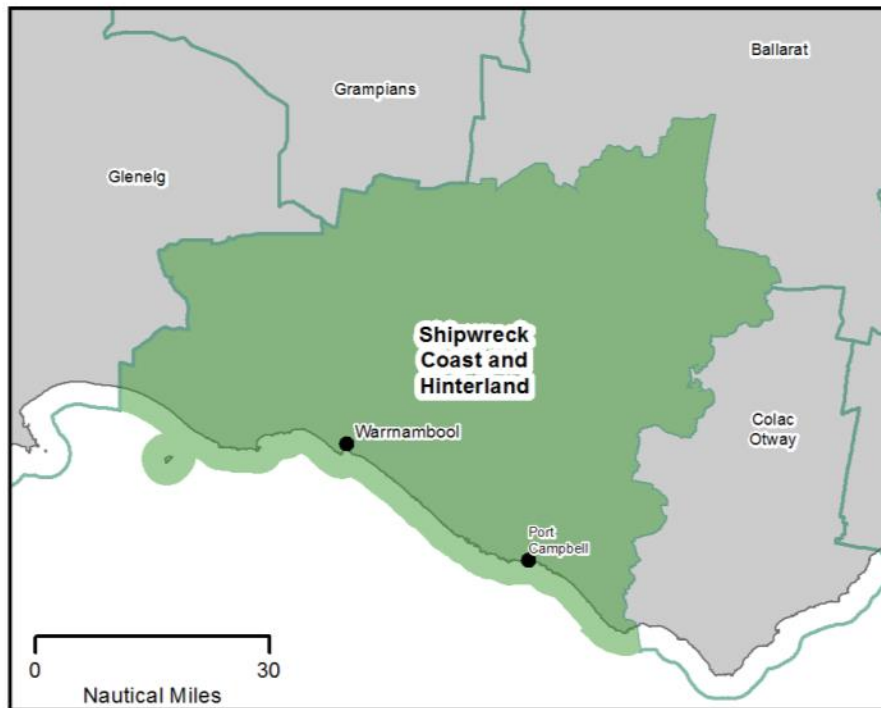 Ballarat
Grampians
Glenelg
Shipwreck
Coast and
Hinterland
Colac
Otway
Warrnambool
Port
Campbell
0 30
Nautical Miles